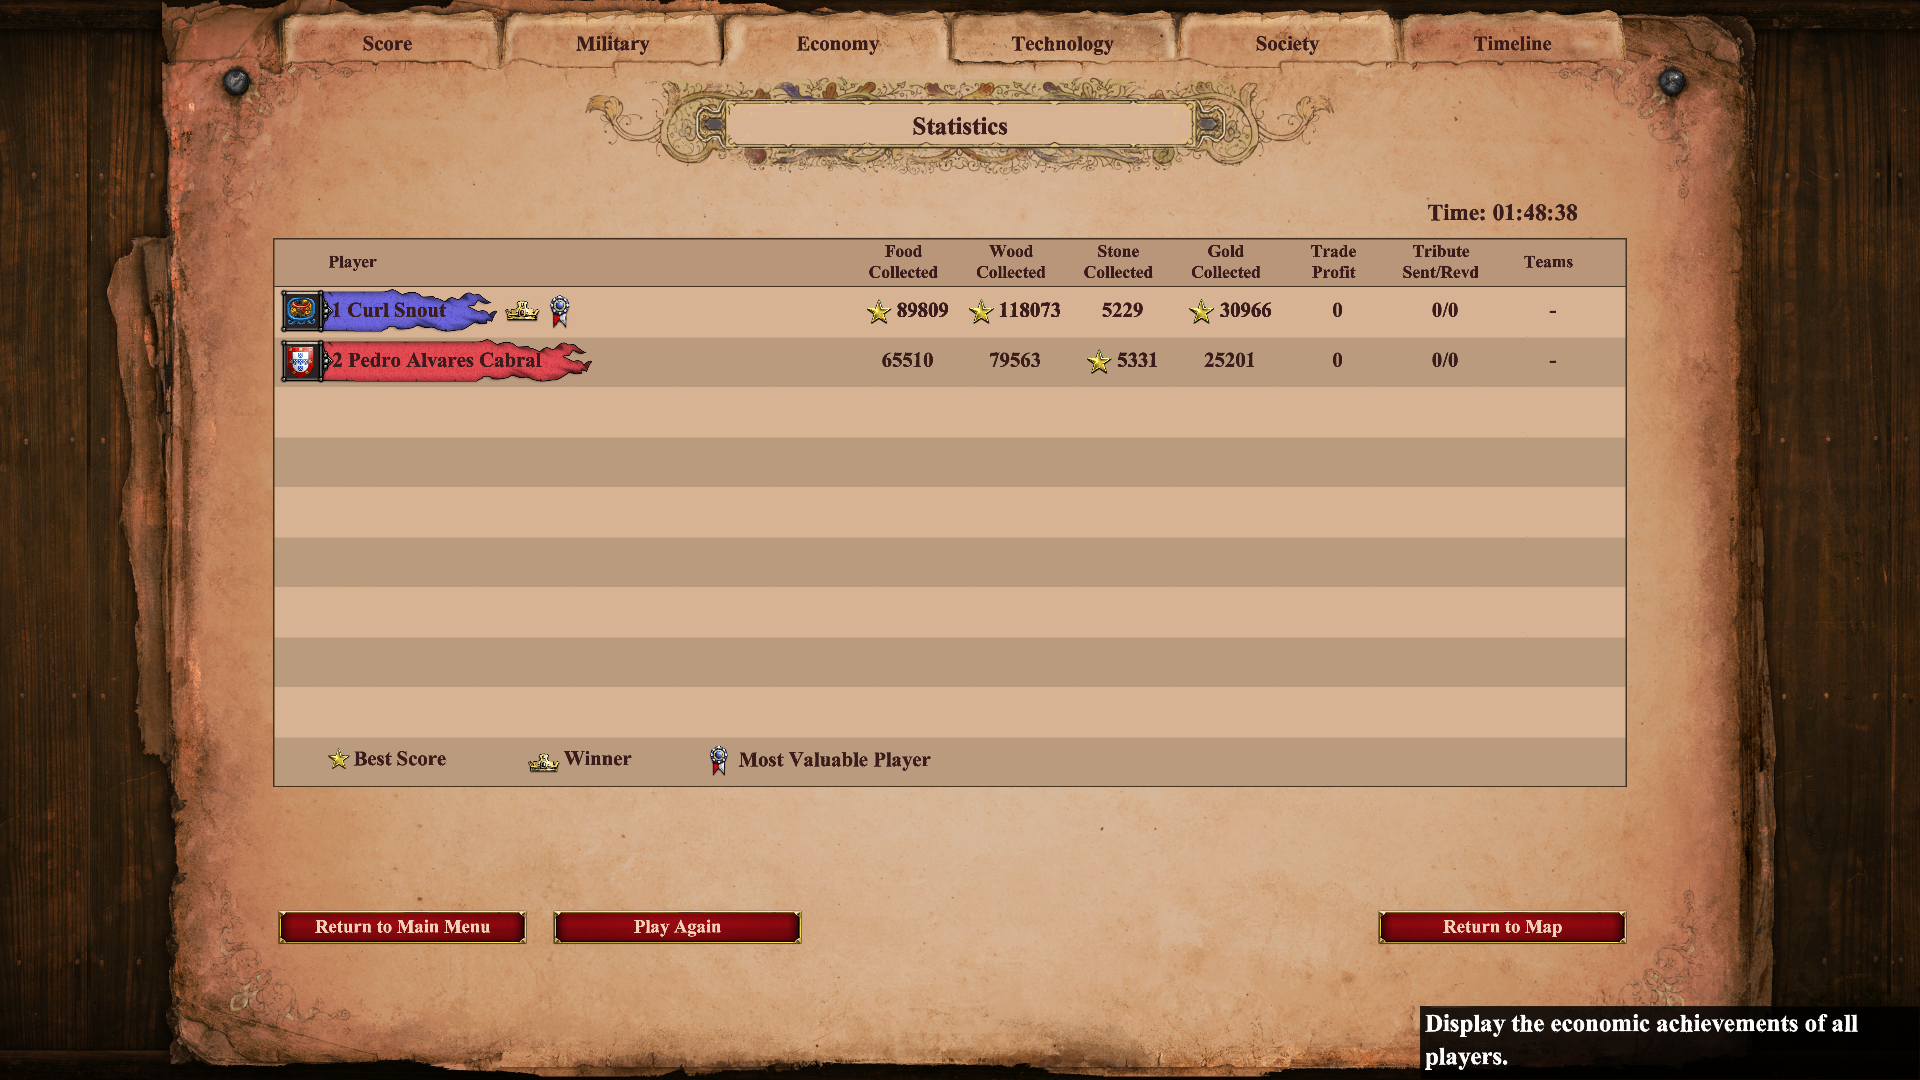 Score Military Economy Technology Society Timeline
Statistics
Time: 01:48:38
Player Food Collected Wood Collected Stone Collected Gold Collected Trade Profit Tribute Sent/Revd Teams
1 Curl Snout 89809 118073 5229 30966 0 0/0 -
2 Pedro Alvares Cabral 65510 79563 5331 25201 0 0/0 -
Best Score Winner Most Valuable Player
Return to Main Menu Play Again Return to Map
Display the economic achievements of all
players.